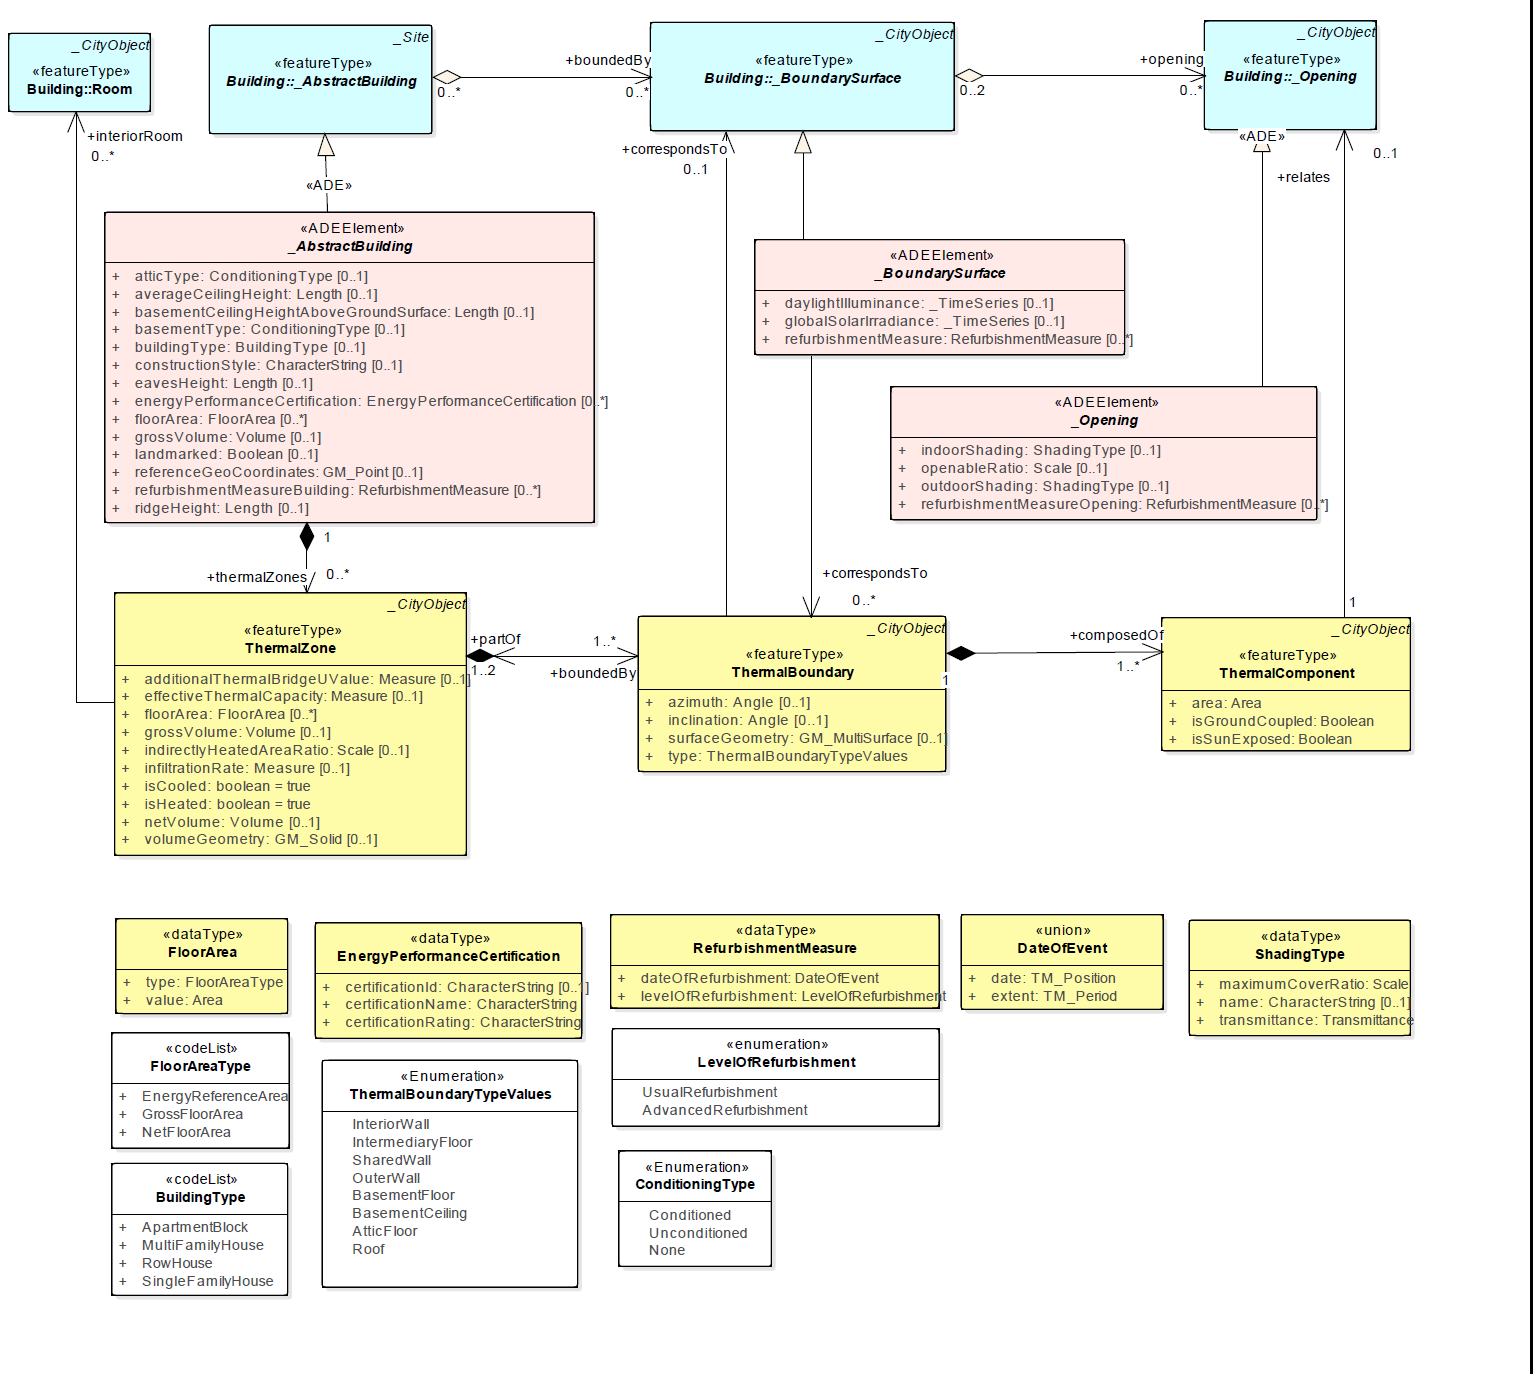 _CityObject
«featureType»
Building::Room
_Site
«featureType»
Building::_AbstractBuilding
_CityObject
«featureType»
Building::_BoundarySurface
_CityObject
«featureType»
Building::_Opening
+boundedBy
0..*
0..*
+opening
0..2
0..*
+interiorRoom
0..*
«ADE»
+correspondsTo
0..1
«ADE»
+relates
0..1
«ADEElement»
_AbstractBuilding
+ atticType: ConditioningType [0..1]
+ averageCeilingHeight: Length [0..1]
+ basementCeilingHeightAboveGroundSurface: Length [0..1]
+ basementType: ConditioningType [0..1]
+ buildingType: BuildingType [0..1]
+ constructionStyle: CharacterString [0..1]
+ eavesHeight: Length [0..1]
+ energyPerformanceCertification: EnergyPerformanceCertification [0..*]
+ floorArea: FloorArea [0..*]
+ grossVolume: Volume [0..1]
+ landmarked: Boolean [0..1]
+ referenceGeoCoordinates: GM_Point [0..1]
+ refurbishmentMeasureBuilding: RefurbishmentMeasure [0..*]
+ ridgeHeight: Length [0..1]
«ADEElement»
_BoundarySurface
+ daylightIlluminance: _TimeSeries [0..1]
+ globalSolarIrradiance: _TimeSeries [0..1]
+ refurbishmentMeasure: RefurbishmentMeasure [0..*]
«ADEElement»
_Opening
+ indoorShading: ShadingType [0..1]
+ openableRatio: Scale [0..1]
+ outdoorShading: ShadingType [0..1]
+ refurbishmentMeasureOpening: RefurbishmentMeasure [0..*]
1
+thermalZones
0..*
+correspondsTo
0..*
1
_CityObject
«featureType»
ThermalZone
+ additionalThermalBridgeUValue: Measure [0..1]
+ effectiveThermalCapacity: Measure [0..1]
+ floorArea: FloorArea [0..*]
+ grossVolume: Volume [0..1]
+ indirectlyHeatedAreaRatio: Scale [0..1]
+ infiltrationRate: Measure [0..1]
+ isCooled: boolean = true
+ isHeated: boolean = true
+ netVolume: Volume [0..1]
+ volumeGeometry: GM_Solid [0..1]
+partOf
1..2
1..*
+boundedBy
_CityObject
«featureType»
ThermalBoundary
+ azimuth: Angle [0..1]
+ inclination: Angle [0..1]
+ surfaceGeometry: GM_MultiSurface [0..1]
+ type: ThermalBoundaryTypeValues
1
+composedOf
1..*
_CityObject
«featureType»
ThermalComponent
+ area: Area
+ isGroundCoupled: Boolean
+ isSunExposed: Boolean
«dataType»
FloorArea
+ type: FloorAreaType
+ value: Area
«dataType»
EnergyPerformanceCertification
+ certificationId: CharacterString [0..1]
+ certificationName: CharacterString
+ certificationRating: CharacterString
«dataType»
RefurbishmentMeasure
+ dateOfRefurbishment: DateOfEvent
+ levelOfRefurbishment: LevelOfRefurbishment
«union»
DateOfEvent
+ date: TM_Position
+ extent: TM_Period
«dataType»
ShadingType
+ maximumCoverRatio: Scale
+ name: CharacterString [0..1]
+ transmittance: Transmittance
«codeList»
FloorAreaType
+ EnergyReferenceArea
+ GrossFloorArea
+ NetFloorArea
«Enumeration»
ThermalBoundaryTypeValues
InteriorWall
IntermediaryFloor
SharedWall
OuterWall
BasementFloor
BasementCeiling
AtticFloor
Roof
«enumeration»
LevelOfRefurbishment
UsualRefurbishment
AdvancedRefurbishment
«codeList»
BuildingType
+ ApartmentBlock
+ MultiFamilyHouse
+ RowHouse
+ SingleFamilyHouse
«Enumeration»
ConditioningType
Conditioned
Unconditioned
None